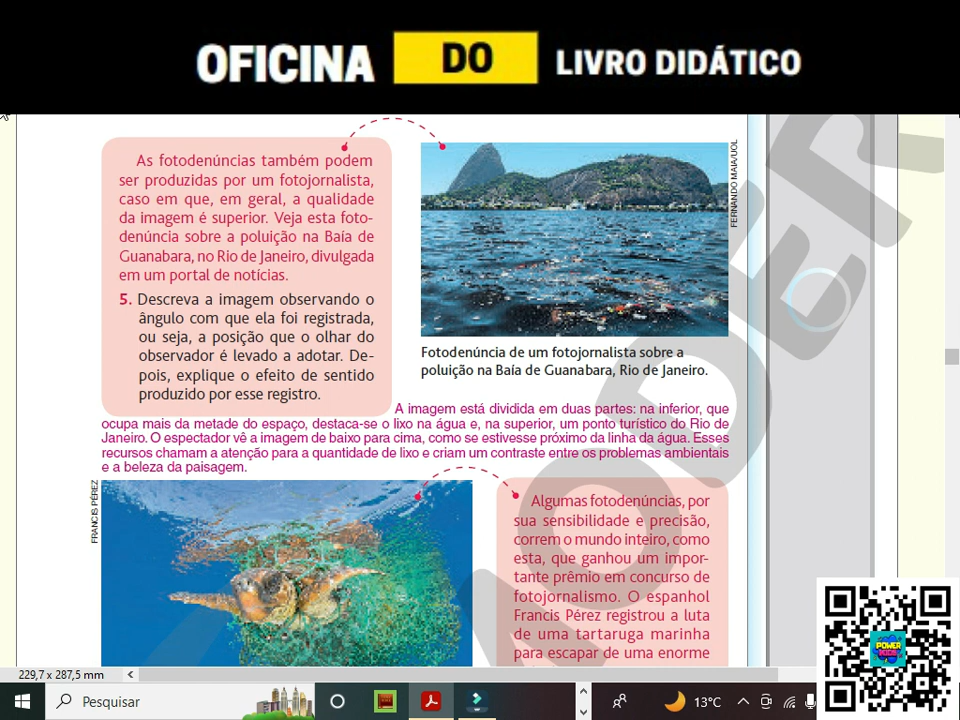 OFICINA DO LIVRO DIDÁTICO
As fotodenúncias também podem
ser produzidas por um fotojornalista,
caso em que, em geral, a qualidade
da imagem é superior. Veja esta foto-
denúncia sobre a poluição na Baía de
Guanabara, no Rio de Janeiro, divulgada
em um portal de notícias.
5. Descreva a imagem observando o
ângulo com que ela foi registrada,
ou seja, a posição que o olhar do
observador é levado a adotar. De-
pois, explique o efeito de sentido
produzido por esse registro.
FERNANDO MAIA/UOL
Fotodenúncia de um fotojornalista sobre a
poluição na Baía de Guanabara, Rio de Janeiro.
A imagem está dividida em duas partes: na inferior, que
ocupa mais da metade do espaço, destaca-se o lixo na água e, na superior, um ponto turístico do Rio de
Janeiro. O espectador vê a imagem de baixo para cima, como se estivesse próximo da linha da água. Esses
recursos chamam a atenção para a quantidade de lixo e criam um contraste entre os problemas ambientais
e a beleza da paisagem.
FRANCIS PÉREZ
Algumas fotodenúncias, por
sua sensibilidade e precisão,
correm o mundo inteiro, como
esta, que ganhou um impor-
tante prêmio em concurso de
fotojornalismo. O espanhol
Francis Pérez registrou a luta
de uma tartaruga marinha
para escapar de uma enorme
MODER
POWER
229,7 x 287,5 mm
Pesquisar
13°C